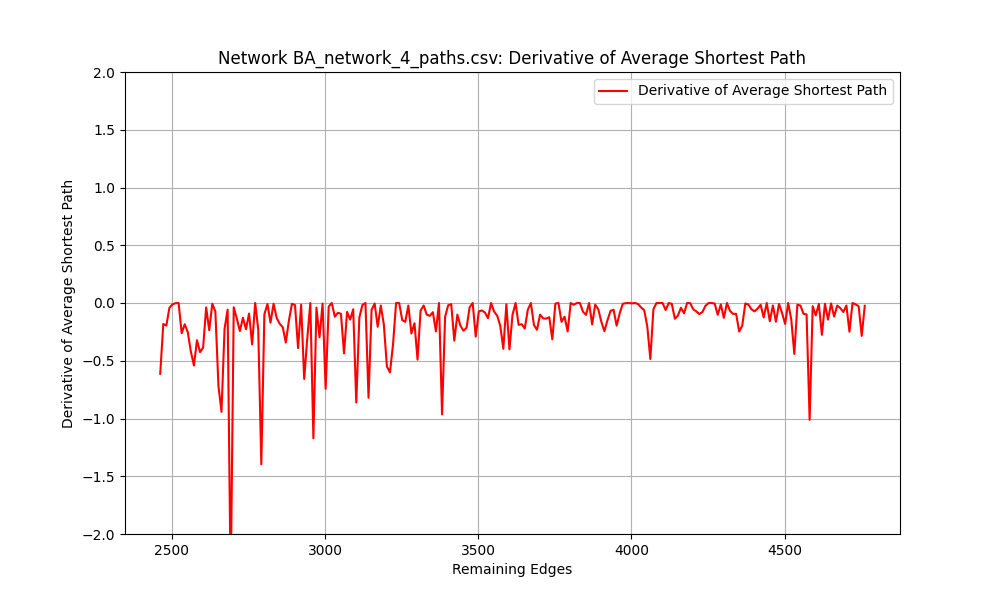 Network BA_network_4_paths.csv: Derivative of Average Shortest Path
Derivative of Average Shortest Path
Derivative of Average Shortest Path
2.0
1.5
1.0
0.5
0.0
−0.5
−1.0
−1.5
−2.0
2500 3000 3500 4000 4500
Remaining Edges